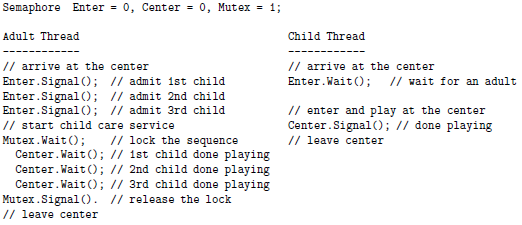 Semaphore  Enter = 0, Center = 0, Mutex = 1;
Adult Thread                             Child Thread
------------                             ------------
// arrive at the center                  // arrive at the center
Enter.Signal();  // admit 1st child      Enter.Wait();   // wait for an adult
Enter.Signal();  // admit 2nd child
Enter.Signal();  // admit 3rd child      // enter and play at the center
// start child care service              Center.Signal(); // done playing
Mutex.Wait();    // lock the sequence    // leave center
  Center.Wait(); // 1st child done playing
  Center.Wait(); // 2nd child done playing
  Center.Wait(); // 3rd child done playing
Mutex.Signal().  // release the lock
// leave center